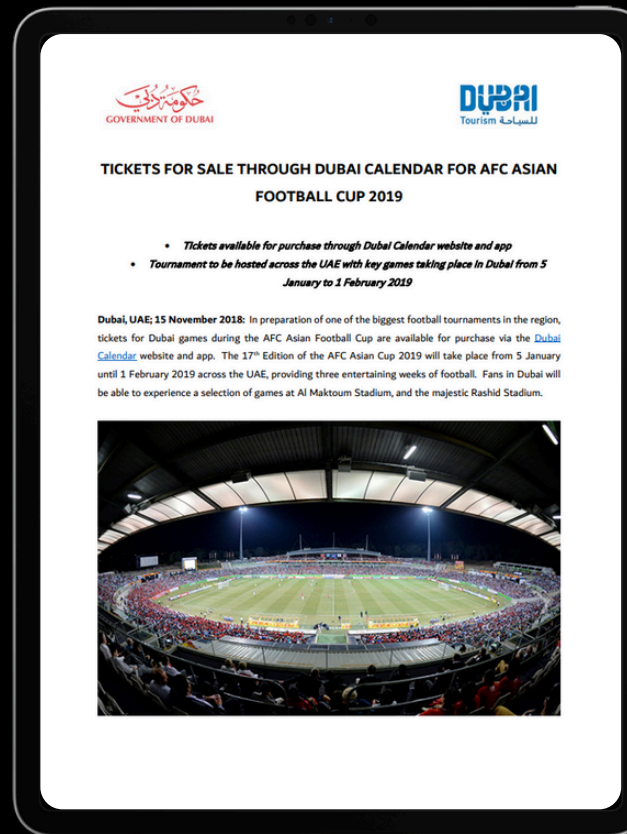 حكومة دبي
GOVERNMENT OF DUBAI
DUBAI
Tourism للسياحة
TICKETS FOR SALE THROUGH DUBAI CALENDAR FOR AFC ASIAN
FOOTBALL CUP 2019
• Tickets available for purchase through Dubai Calendar website and app
• Tournament to be hosted across the UAE with key games taking place in Dubai from 5
January to 1 February 2019
Dubai, UAE; 15 November 2018: In preparation of one of the biggest football tournaments in the region,
tickets for Dubai games during the AFC Asian Football Cup are available for purchase via the Dubai
Calendar website and app. The 17th Edition of the AFC Asian Cup 2019 will take place from 5 January
until 1 February 2019 across the UAE, providing three entertaining weeks of football. Fans in Dubai will
be able to experience a selection of games at Al Maktoum Stadium, and the majestic Rashid Stadium.